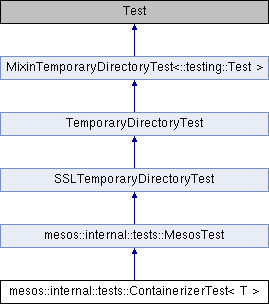 Test
MixinTemporaryDirectoryTest<::testing::Test >
TemporaryDirectoryTest
SSLTemporaryDirectoryTest
mesos::internal::tests::MesosTest
mesos::internal::tests::ContainerizerTest< T >